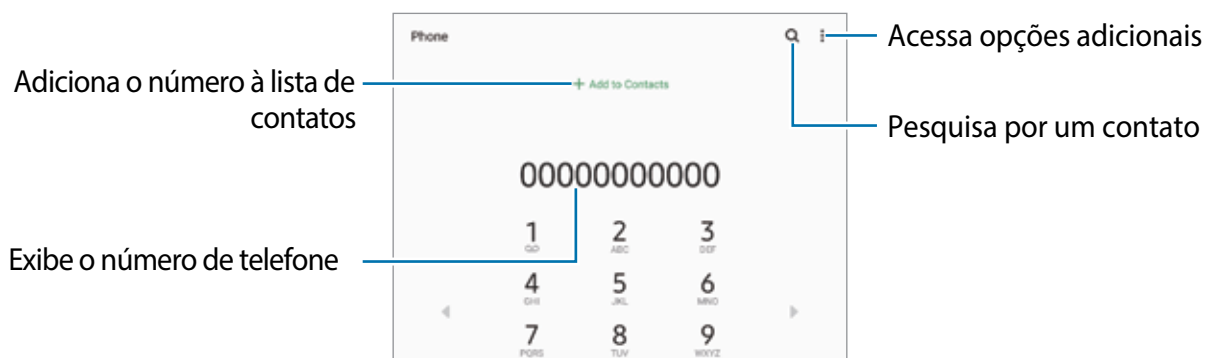 Phone
Acessa opções adicionais
Adiciona o número à lista de
contatos
+ Add to Contacts
Pesquisa por um contato
00000000000
1 2 3
ABC DEF
Exibe o número de telefone
4 5 6
GHI JKL MNO
7 8 9
PQRS TUV WXYZ